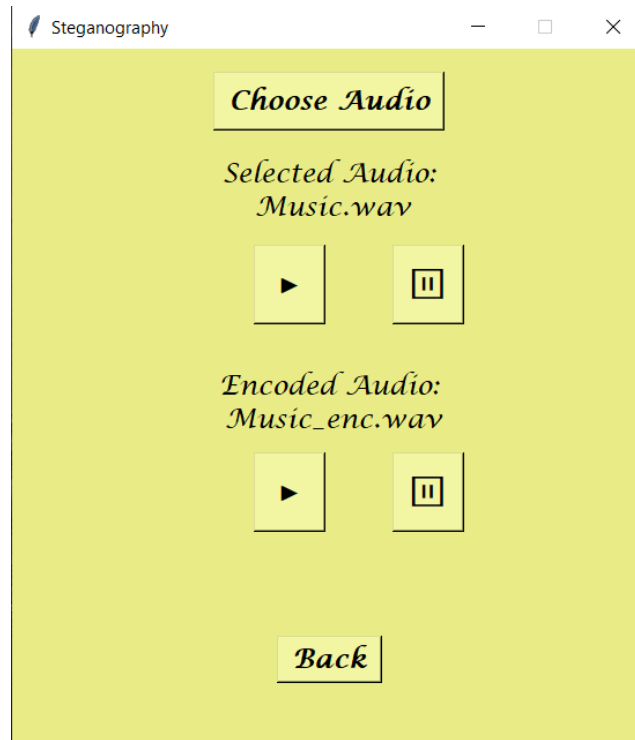 Steganography
Choose Audio
Selected Audio:
Music.wav
Encoded Audio:
Music_enc.wav
Back